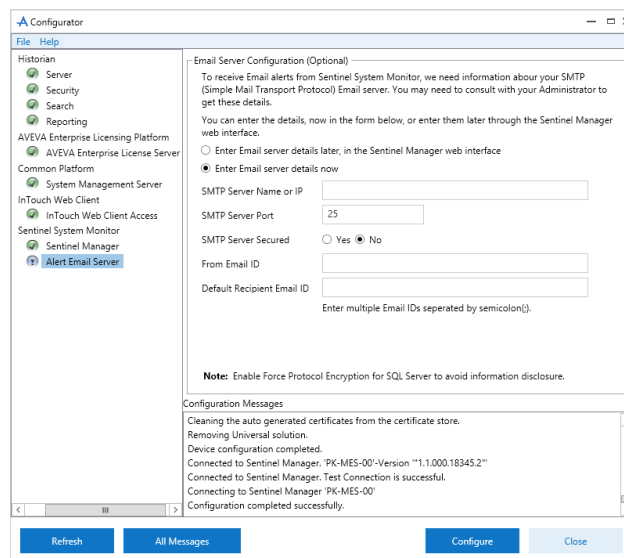 Configurator
File Help
Historian
Server
Security
Search
Reporting
AVEVA Enterprise Licensing Platform
AVEVA Enterprise License Server
Common Platform
System Management Server
InTouch Web Client
InTouch Web Client Access
Sentinel System Monitor
Sentinel Manager
Alert Email Server
Email Server Configuration (Optional)
To receive Email alerts from Sentinel System Monitor, we need information abour your SMTP
(Simple Mail Transport Protocol) Email server. You may need to consult with your Administrator to
get these details.
You can enter the details, now in the form below, or enter them later through the Sentinel Manager
web interface.
Enter Email server details later, in the Sentinel Manager web interface
Enter Email server details now
SMTP Server Name or IP
SMTP Server Port 25
SMTP Server Secured Yes No
From Email ID
Default Recipient Email ID
Enter multiple Email IDs seperated by semicolon(;).
Note: Enable Force Protocol Encryption for SQL Server to avoid information disclosure.
Configuration Messages
Cleaning the auto generated certificates from the certificate store.
Removing Universal solution.
Device configuration completed.
Connected to Sentinel Manager. 'PK-MES-00'-Version '"1.1.000.18345.2"'
Connected to Sentinel Manager. Test Connection is successful.
Connecting to Sentinel Manager 'PK-MES-00'
Configuration completed successfully.
Refresh All Messages Configure Close